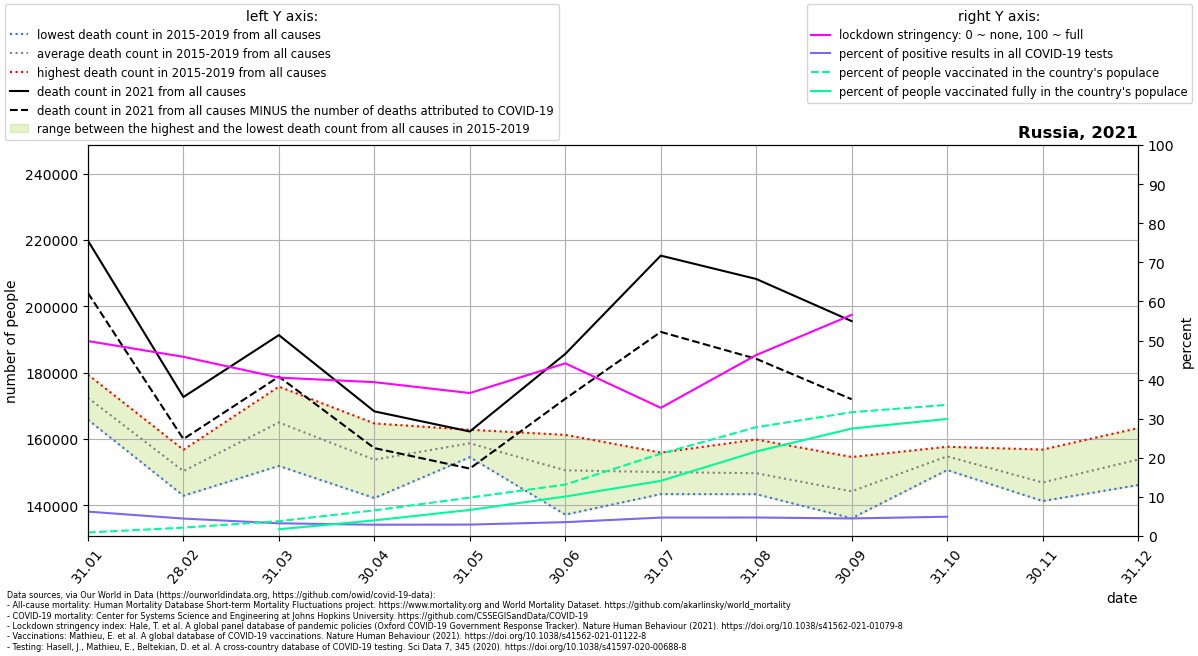 left Y axis:
lowest death count in 2015-2019 from all causes
average death count in 2015-2019 from all causes
highest death count in 2015-2019 from all causes
death count in 2021 from all causes
death count in 2021 from all causes MINUS the number of deaths attributed to COVID-19
range between the highest and the lowest death count from all causes in 2015-2019
right Y axis:
lockdown stringency: 0 ~ none, 100 ~ full
percent of positive results in all COVID-19 tests
percent of people vaccinated in the country's populace
percent of people vaccinated fully in the country's populace
Russia, 2021
number of people
240000
220000
200000
180000
160000
140000
100
90
80
70
60
50
40
30
20
10
0
percent
31.01
28.02
31.03
30.04
31.05
30.06
31.07
31.08
30.09
31.10
30.11
31.12
date
Data sources, via Our World in Data (https://ourworldindata.org, https://github.com/owid/covid-19-data):
- All-cause mortality: Human Mortality Database Short-term Mortality Fluctuations project. https://www.mortality.org and World Mortality Dataset. https://github.com/akarlinsky/world_mortality
- COVID-19 mortality: Center for Systems Science and Engineering at Johns Hopkins University. https://github.com/CSSEGISandData/COVID-19
- Lockdown stringency index: Hale, T. et al. A global panel database of pandemic policies (Oxford COVID-19 Government Response Tracker). Nature Human Behaviour (2021). https://doi.org/10.1038/s41562-021-01079-8
- Vaccinations: Mathieu, E. et al. A global database of COVID-19 vaccinations. Nature Human Behaviour (2021). https://doi.org/10.1038/s41562-021-01122-8
- Testing: Hasell, J., Mathieu, E., Beltekian, D. et al. A cross-country database of COVID-19 testing. Sci Data 7, 345 (2020). https://doi.org/10.1038/s41597-020-00688-8